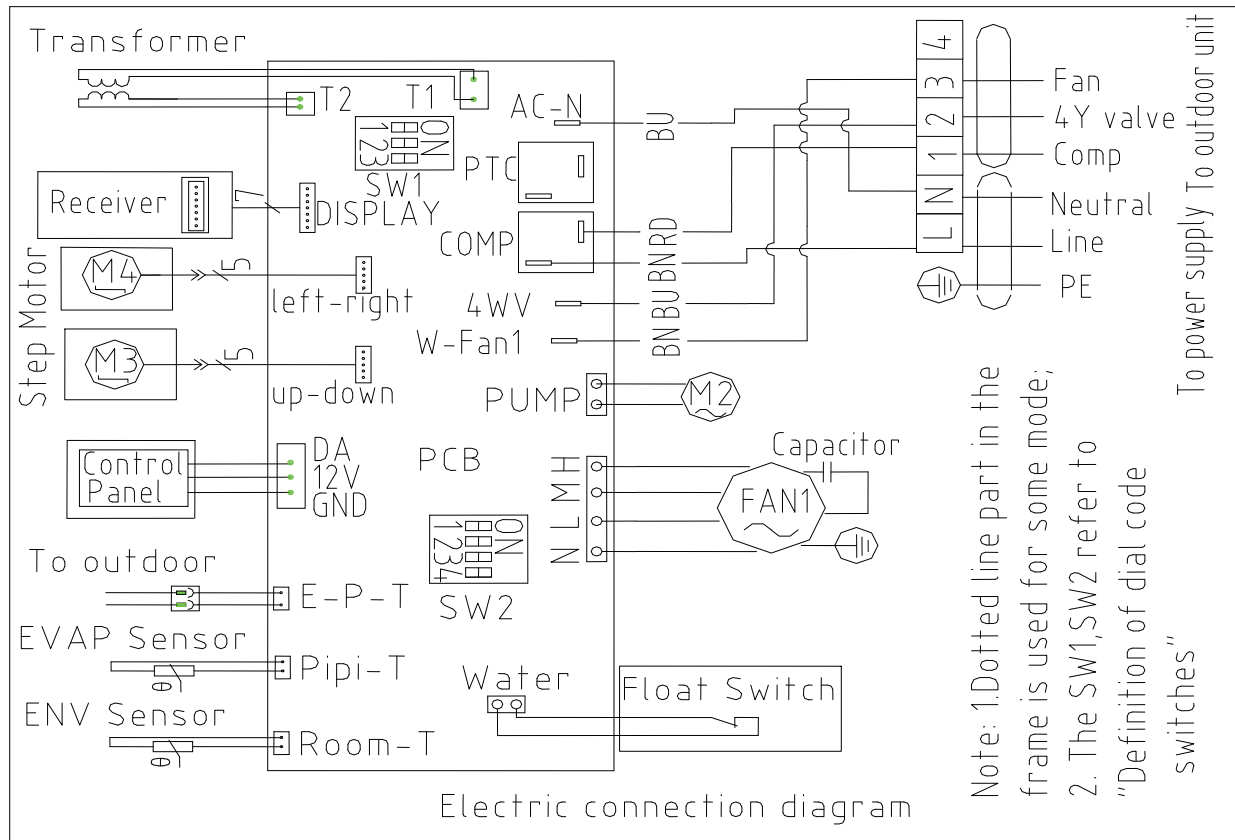 Transformer
T2
T1
ON
123
SW1
AC-N
BU
PTC
Receiver
7
DISPLAY
COMP
RD
BN
Step Motor
M4
5
left-right
4WV
BU
W-Fan1
BN
M3
5
up-down
PUMP
M2
Control
Panel
DA
12V
GND
PCB
H
M
L
N
Capacitor
FAN1
ON
1234
SW2
To outdoor
E-P-T
EVAP Sensor
θ
Pipi-T
ENV Sensor
θ
Room-T
Water
Float Switch
4
3
2
1
N
L
Fan
4Y valve
Comp
Neutral
Line
PE
To power supply To outdoor unit
Note: 1.Dotted line part in the
frame is used for some mode;
2. The SW1,SW2 refer to
"Definition of dial code
switches"
Electric connection diagram